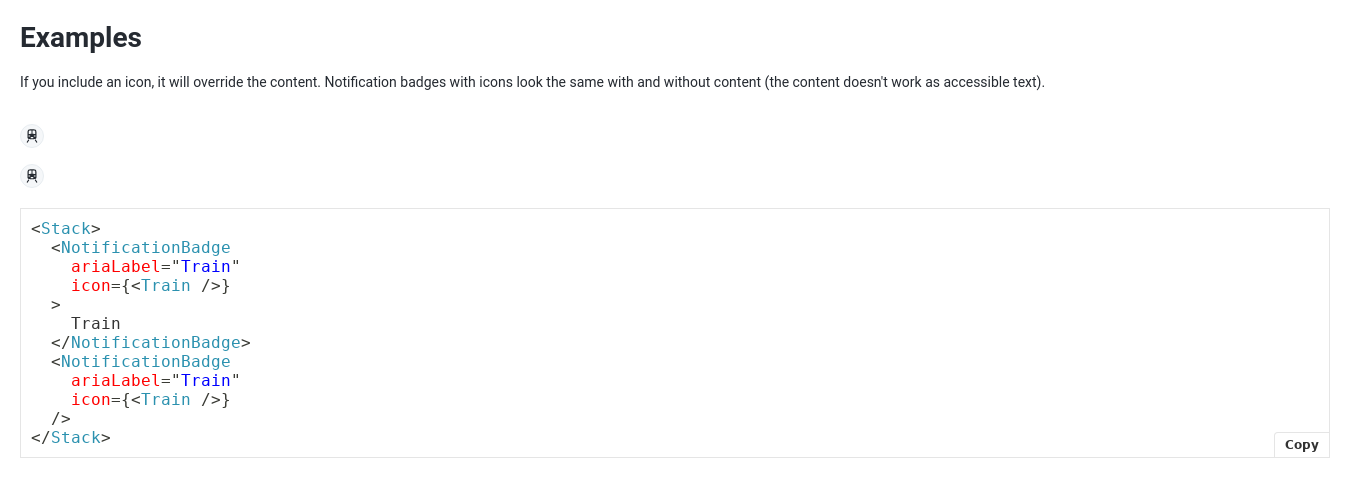 Examples
If you include an icon, it will override the content. Notification badges with icons look the same with and without content (the content doesn't work as accessible text).
<Stack>
  <NotificationBadge
    ariaLabel="Train"
    icon={<Train />}
  >
    Train
  </NotificationBadge>
  <NotificationBadge
    ariaLabel="Train"
    icon={<Train />}
  />
</Stack>
Copy